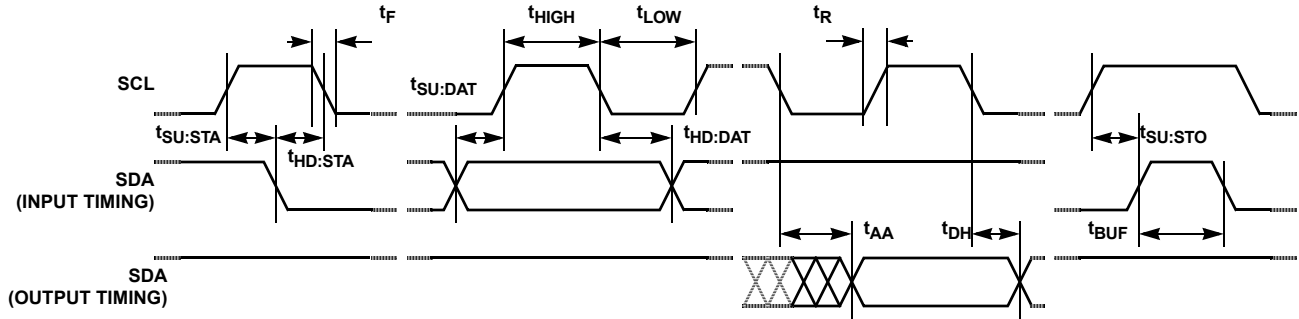 tF
tHIGH
tLOW
tR
SCL
tSU:DAT
tSU:STA
tHD:STA
tHD:DAT
tSU:STO
SDA
(INPUT TIMING)
tAA
tDH
tBUF
SDA
(OUTPUT TIMING)